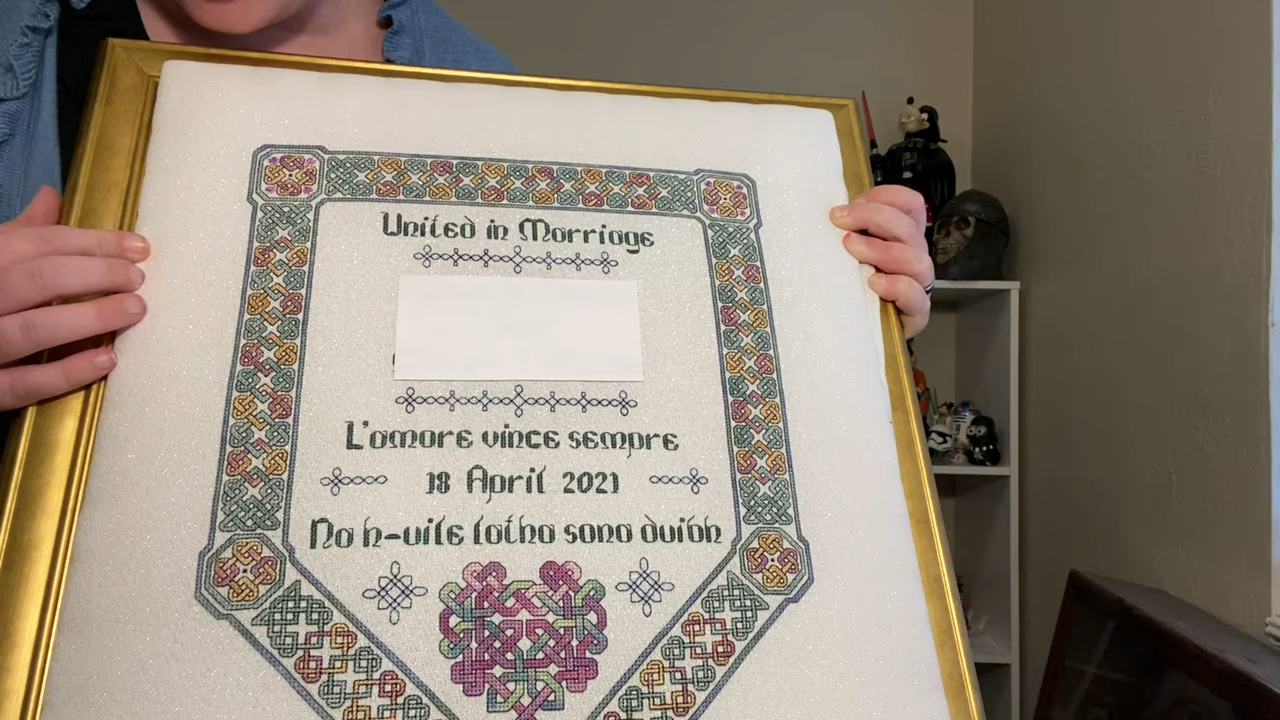 United in Marriage
L'amore vince sempre
18 April 2021
Na h-uile latha sona duibh